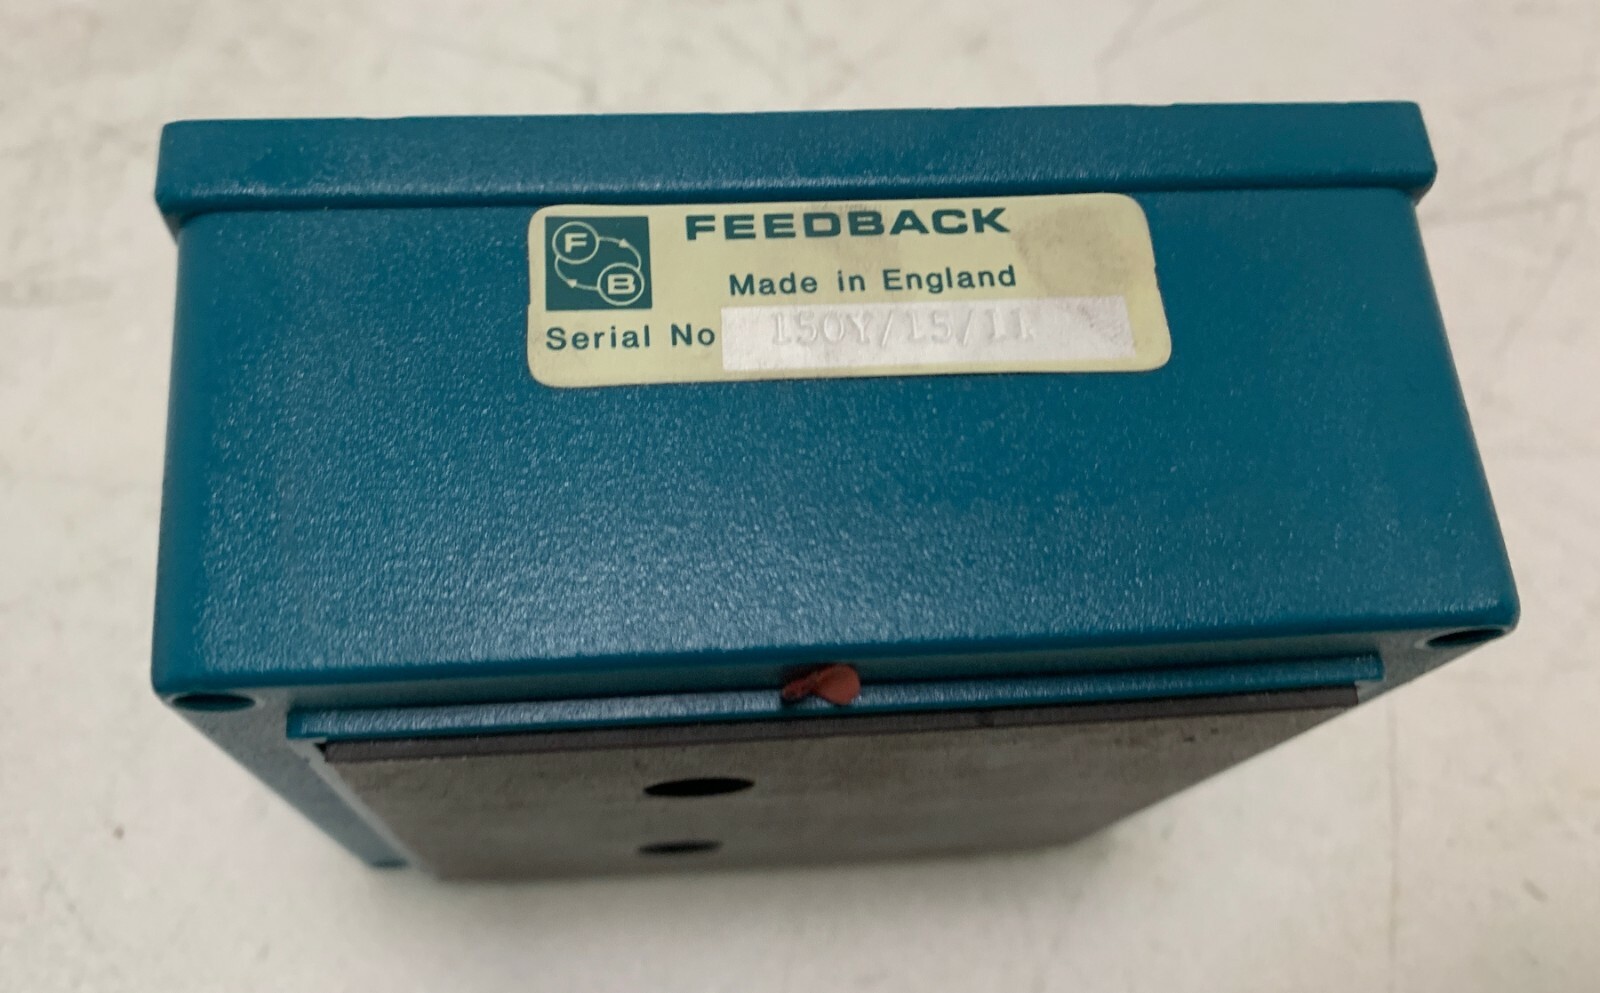 F
B
FEEDBACK
Made in England
Serial No 150Y/15/11